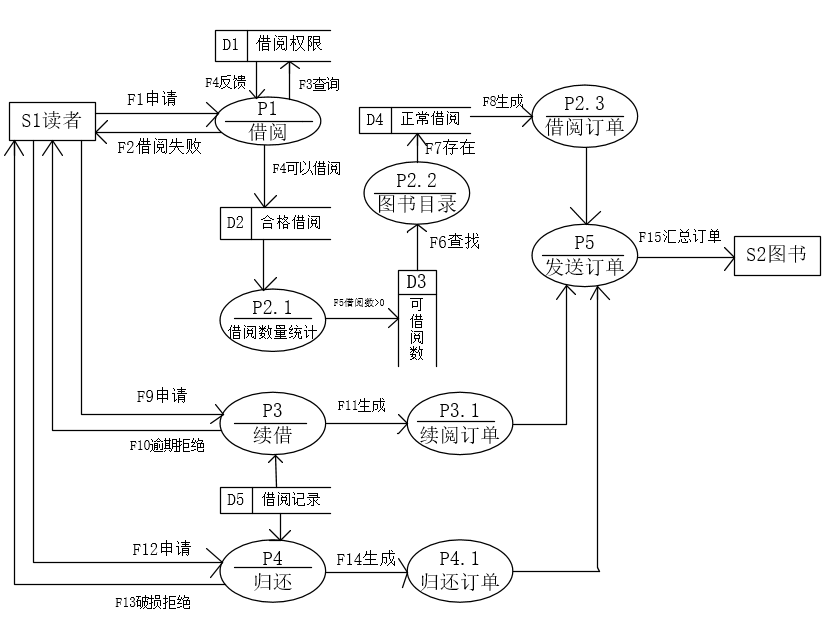 D1 借阅权限
F4反馈
F3查询
F1申请
P1
借阅
S1读者
F2借阅失败
F4可以借阅
D2 合格借阅
P2.1
借阅数量统计
F5借阅数>0
D3
可
借
阅
数
F6查找
P2.2
图书目录
F7存在
D4 正常借阅
F8生成
P2.3
借阅订单
P5
发送订单
F15汇总订单
S2图书
F9申请
P3
续借
F10逾期拒绝
F11生成
P3.1
续阅订单
D5 借阅记录
F12申请
P4
归还
F13破损拒绝
F14生成
P4.1
归还订单